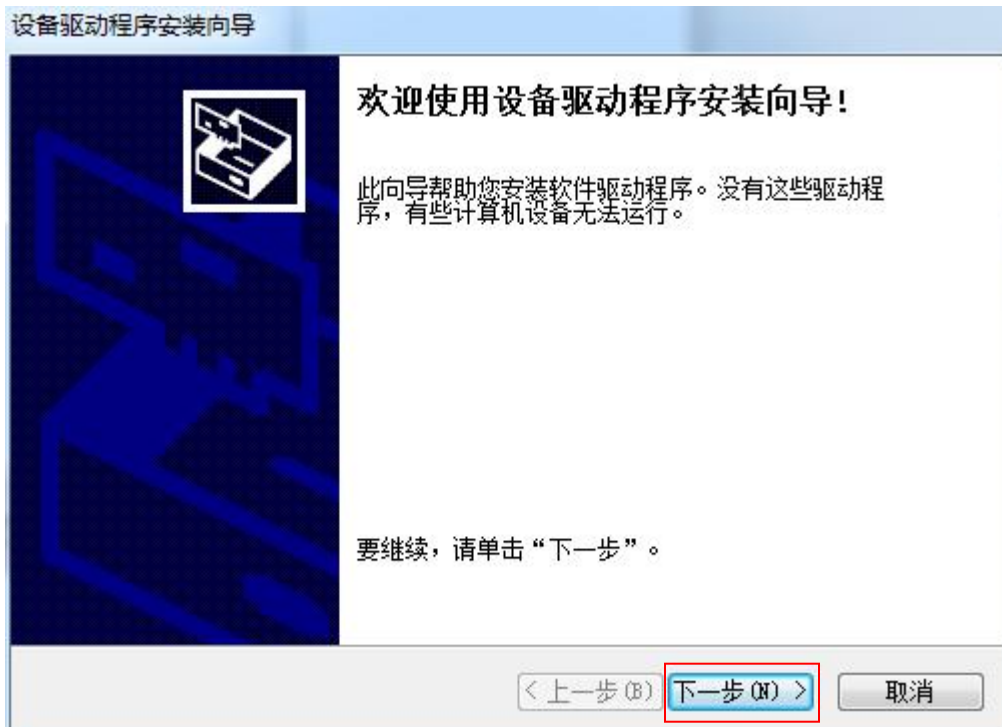 设备驱动程序安装向导
欢迎使用设备驱动程序安装向导!
此向导帮助您安装软件驱动程序。没有这些驱动程
序，有些计算机设备无法运行。
要继续，请单击“下一步”。
< 上一步(B) 下一步(N) > 取消